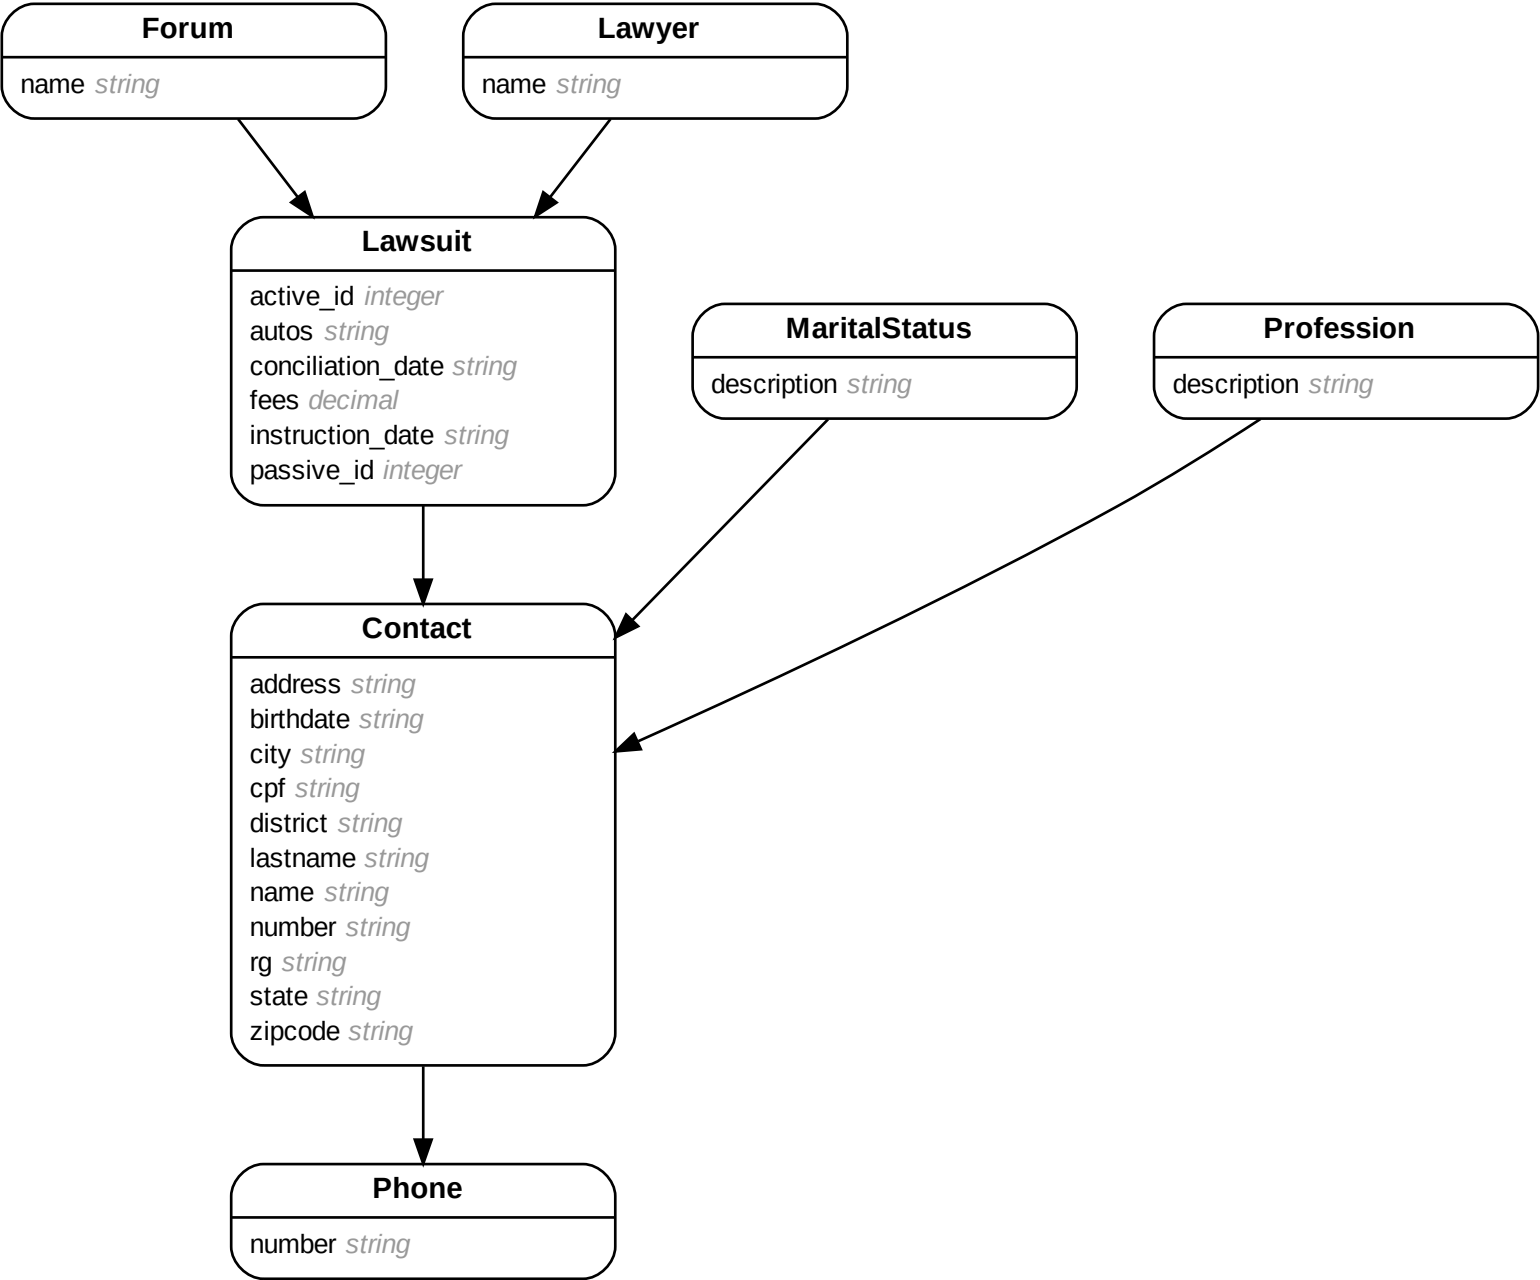 Forum
name string
Lawyer
name string
Lawsuit
active_id integer
autos string
conciliation_date string
fees decimal
instruction_date string
passive_id integer
MaritalStatus
description string
Profession
description string
Contact
address string
birthdate string
city string
cpf string
district string
lastname string
name string
number string
rg string
state string
zipcode string
Phone
number string